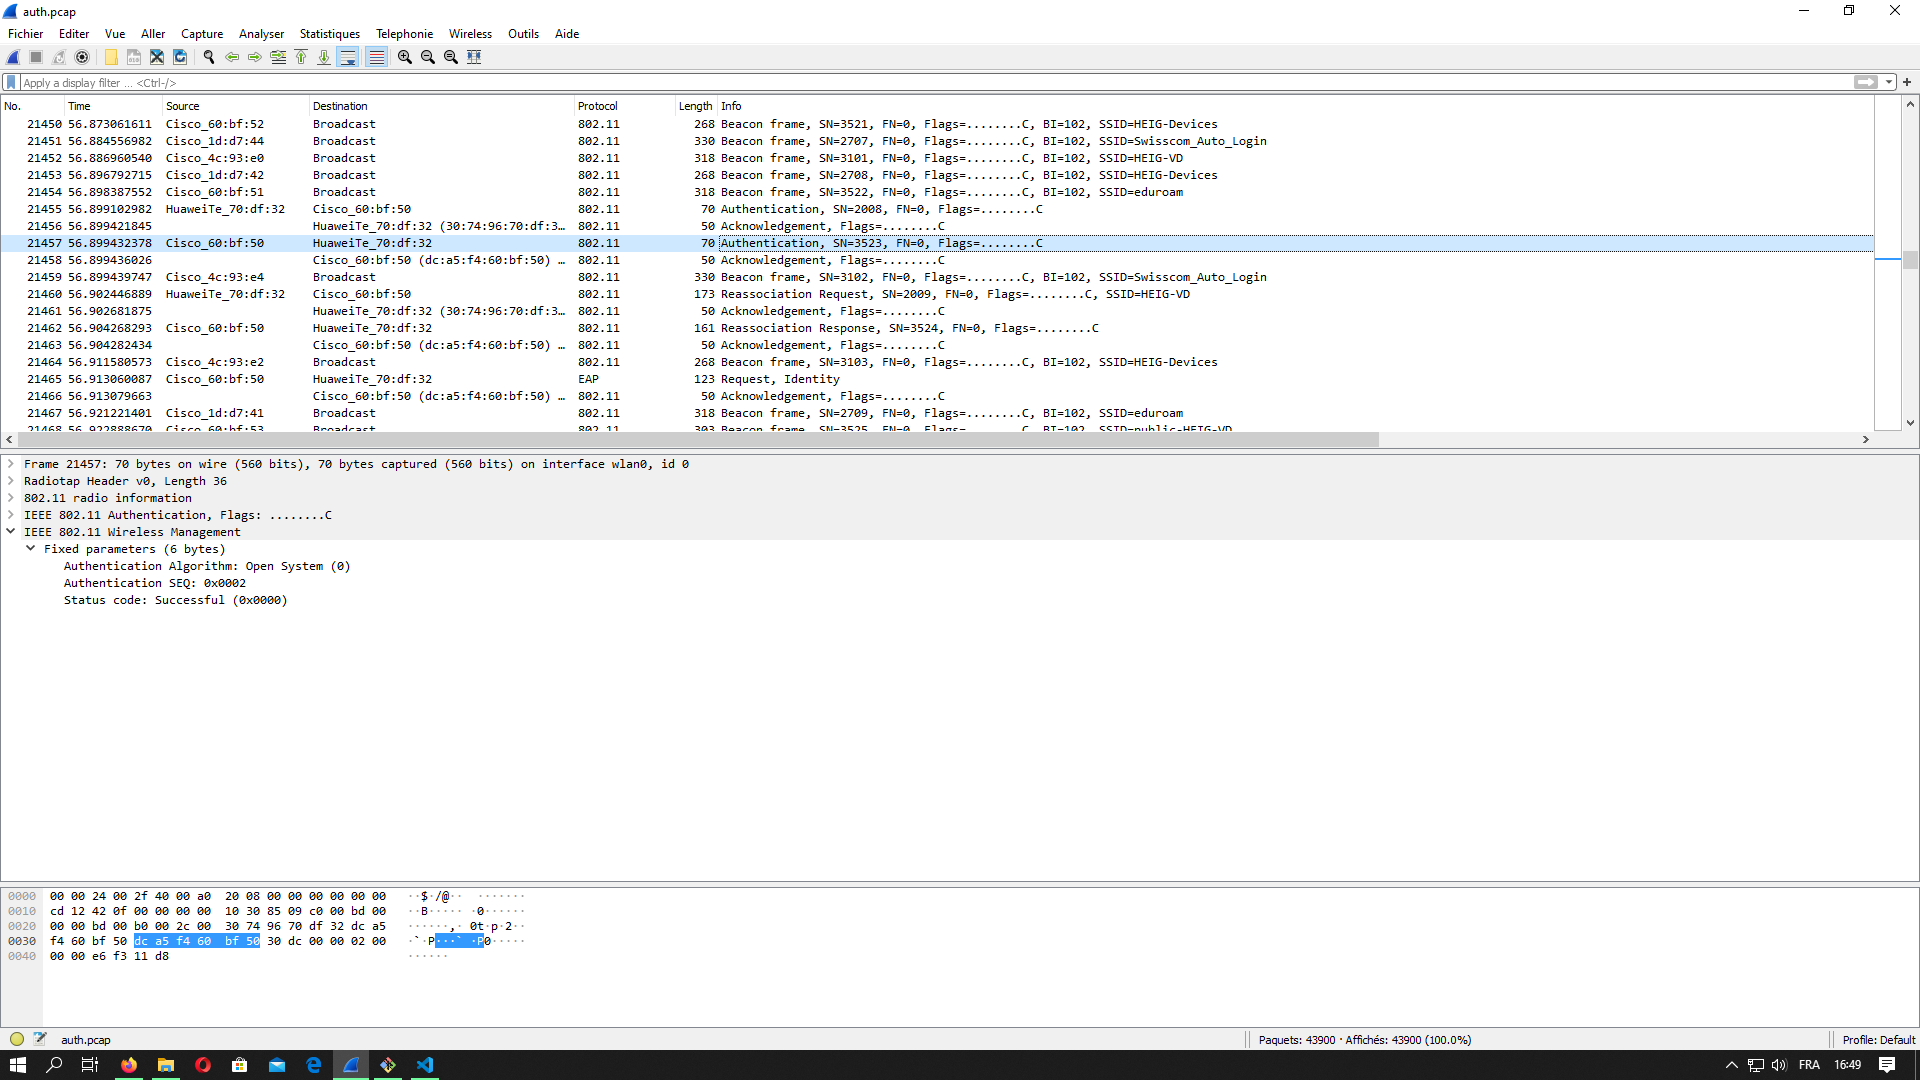 auth.pcap
Fichier Editer Vue Aller Capture Analyser Statistiques Telephonie Wireless Outils Aide
Apply a display filter ... <Ctrl-/>
No. Time Source Destination Protocol Length Info
21450 56.873061611 Cisco_60:bf:52 Broadcast 802.11 268 Beacon frame, SN=3521, FN=0, Flags=........C, BI=102, SSID=HEIG-Devices
21451 56.884556982 Cisco_1d:d7:44 Broadcast 802.11 330 Beacon frame, SN=2707, FN=0, Flags=........C, BI=102, SSID=Swisscom_Auto_Login
21452 56.886960540 Cisco_4c:93:e0 Broadcast 802.11 318 Beacon frame, SN=3101, FN=0, Flags=........C, BI=102, SSID=HEIG-VD
21453 56.896792715 Cisco_1d:d7:42 Broadcast 802.11 268 Beacon frame, SN=2708, FN=0, Flags=........C, BI=102, SSID=HEIG-Devices
21454 56.898387552 Cisco_60:bf:51 Broadcast 802.11 318 Beacon frame, SN=3522, FN=0, Flags=........C, BI=102, SSID=eduroam
21455 56.899102982 HuaweiTe_70:df:32 Cisco_60:bf:50 802.11 70 Authentication, SN=2008, FN=0, Flags=........C
21456 56.899421845 HuaweiTe_70:df:32 (30:74:96:70:df:3… 802.11 50 Acknowledgement, Flags=........C
21457 56.899432378 Cisco_60:bf:50 HuaweiTe_70:df:32 802.11 70 Authentication, SN=3523, FN=0, Flags=........C
21458 56.899436026 Cisco_60:bf:50 (dc:a5:f4:60:bf:50) … 802.11 50 Acknowledgement, Flags=........C
21459 56.899439747 Cisco_4c:93:e4 Broadcast 802.11 330 Beacon frame, SN=3102, FN=0, Flags=........C, BI=102, SSID=Swisscom_Auto_Login
21460 56.902446889 HuaweiTe_70:df:32 Cisco_60:bf:50 802.11 173 Reassociation Request, SN=2009, FN=0, Flags=........C, SSID=HEIG-VD
21461 56.902681875 HuaweiTe_70:df:32 (30:74:96:70:df:3… 802.11 50 Acknowledgement, Flags=........C
21462 56.904268293 Cisco_60:bf:50 HuaweiTe_70:df:32 802.11 161 Reassociation Response, SN=3524, FN=0, Flags=........C
21463 56.904282434 Cisco_60:bf:50 (dc:a5:f4:60:bf:50) … 802.11 50 Acknowledgement, Flags=........C
21464 56.911580573 Cisco_4c:93:e2 Broadcast 802.11 268 Beacon frame, SN=3103, FN=0, Flags=........C, BI=102, SSID=HEIG-Devices
21465 56.913060087 Cisco_60:bf:50 HuaweiTe_70:df:32 EAP 123 Request, Identity
21466 56.913079663 Cisco_60:bf:50 (dc:a5:f4:60:bf:50) … 802.11 50 Acknowledgement, Flags=........C
21467 56.921221401 Cisco_1d:d7:41 Broadcast 802.11 318 Beacon frame, SN=2709, FN=0, Flags=........C, BI=102, SSID=eduroam
21468 56.922888670 Cisco_60:bf:53 Broadcast 802.11 303 Beacon frame, SN=3525, FN=0, Flags=........C, BI=102, SSID=public-HEIG-VD
Frame 21457: 70 bytes on wire (560 bits), 70 bytes captured (560 bits) on interface wlan0, id 0
Radiotap Header v0, Length 36
802.11 radio information
IEEE 802.11 Authentication, Flags: ........C
IEEE 802.11 Wireless Management
Fixed parameters (6 bytes)
Authentication Algorithm: Open System (0)
Authentication SEQ: 0x0002
Status code: Successful (0x0000)
0000 00 00 24 00 2f 40 00 a0 20 08 00 00 00 00 00 00 ··$·/@·· ·······
0010 cd 12 42 0f 00 00 00 00 10 30 85 09 c0 00 bd 00 ··B····· ·0······
0020 00 00 bd 00 b0 00 2c 00 30 74 96 70 df 32 dc a5 ······,· 0t·p·2··
0030 f4 60 bf 50 dc a5 f4 60 bf 50 30 dc 00 00 02 00 ·`·P···` ·P0·····
0040 00 00 e6 f3 11 d8 ······
auth.pcap Paquets: 43900 · Affichés: 43900 (100.0%) Profile: Default
FRA 16:49